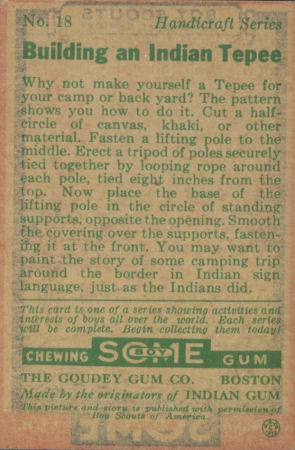 No. 18 Handicraft Series
Building an Indian Tepee
Why not make yourself a Tepee for
your camp or back yard? The pattern
shows you how to do it. Cut a half-
circle of canvas, khaki, or other
material. Fasten a lifting pole to the
middle. Erect a tripod of poles securely
tied together by looping rope around
each pole, tied eight inches from the
top. Now place the base of the
lifting pole in the circle of standing
supports, opposite the opening. Smooth
the covering over the supports, fasten-
ing it at the front. You may want to
paint the story of some camping trip
around the border in Indian sign
language, just as the Indians did.
This card is one of a series showing activities and
interests of boys all over the world. Each series
will be complete. Begin collecting them today!
CHEWING SOME BOY GUM
THE GOUDEY GUM CO. BOSTON
Made by the originators of INDIAN GUM
This picture and story is published with permission of
Boy Scouts of America.